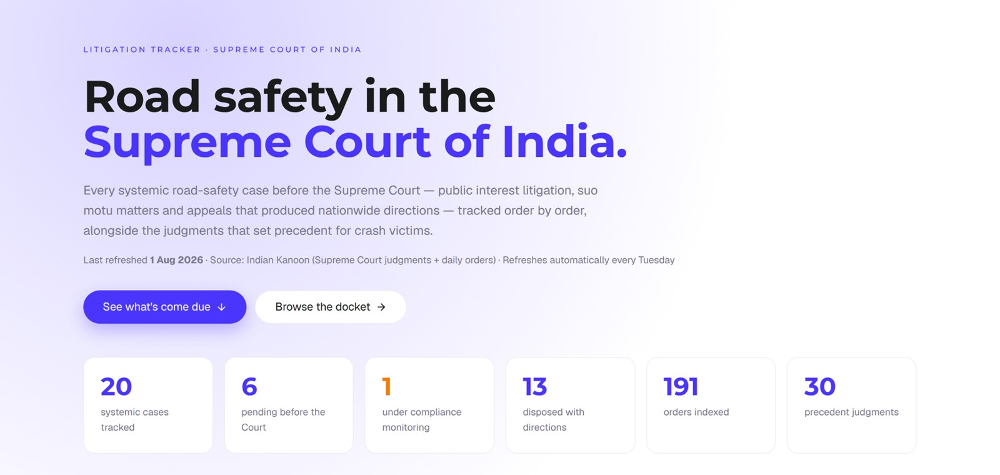 LITIGATION TRACKER · SUPREME COURT OF INDIA
Road safety in the
Supreme Court of India.
Every systemic road-safety case before the Supreme Court — public interest litigation, suo
motu matters and appeals that produced nationwide directions — tracked order by order,
alongside the judgments that set precedent for crash victims.
Last refreshed 1 Aug 2026 · Source: Indian Kanoon (Supreme Court judgments + daily orders) · Refreshes automatically every Tuesday
See what's come due ↓
Browse the docket →
20
systemic cases
tracked
6
pending before the
Court
1
under compliance
monitoring
13
disposed with
directions
191
orders indexed
30
precedent judgments